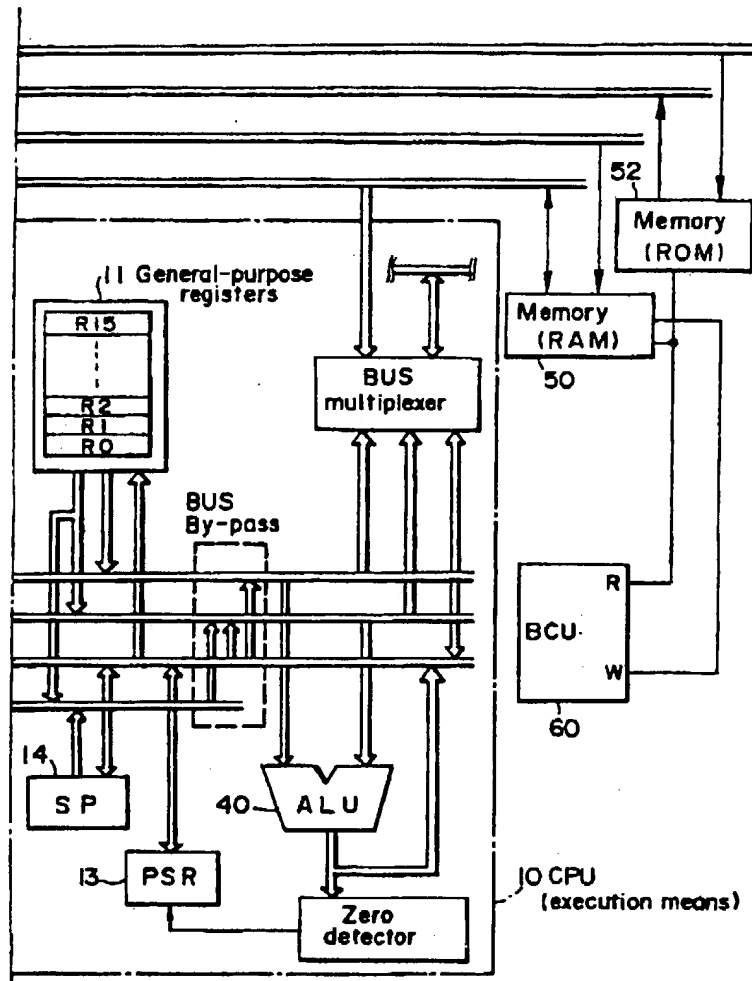 52
Memory
(ROM)
11 General-purpose
registers
R15
R2
R1
R0
BUS
multiplexer
Memory
(RAM)
50
BUS
By-pass
R
BCU
W
60
14
SP
40
ALU
13
PSR
Zero
detector
10 CPU
(execution means)